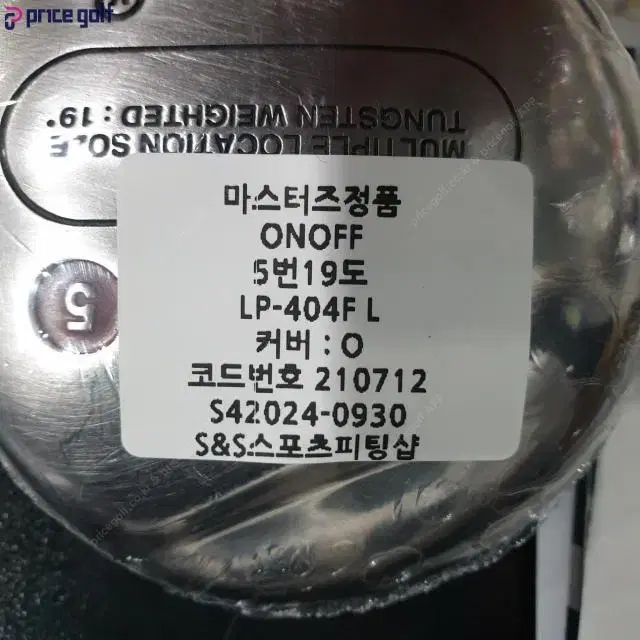 price golf
TUNGSTEN WEIGHTED : 19°
MULTIPLE LOCATION SOLE
5
마스터즈정품
ONOFF
5번19도
LP-404F L
커버 : O
코드번호 210712
S42024-0930
S&S스포츠피팅샵